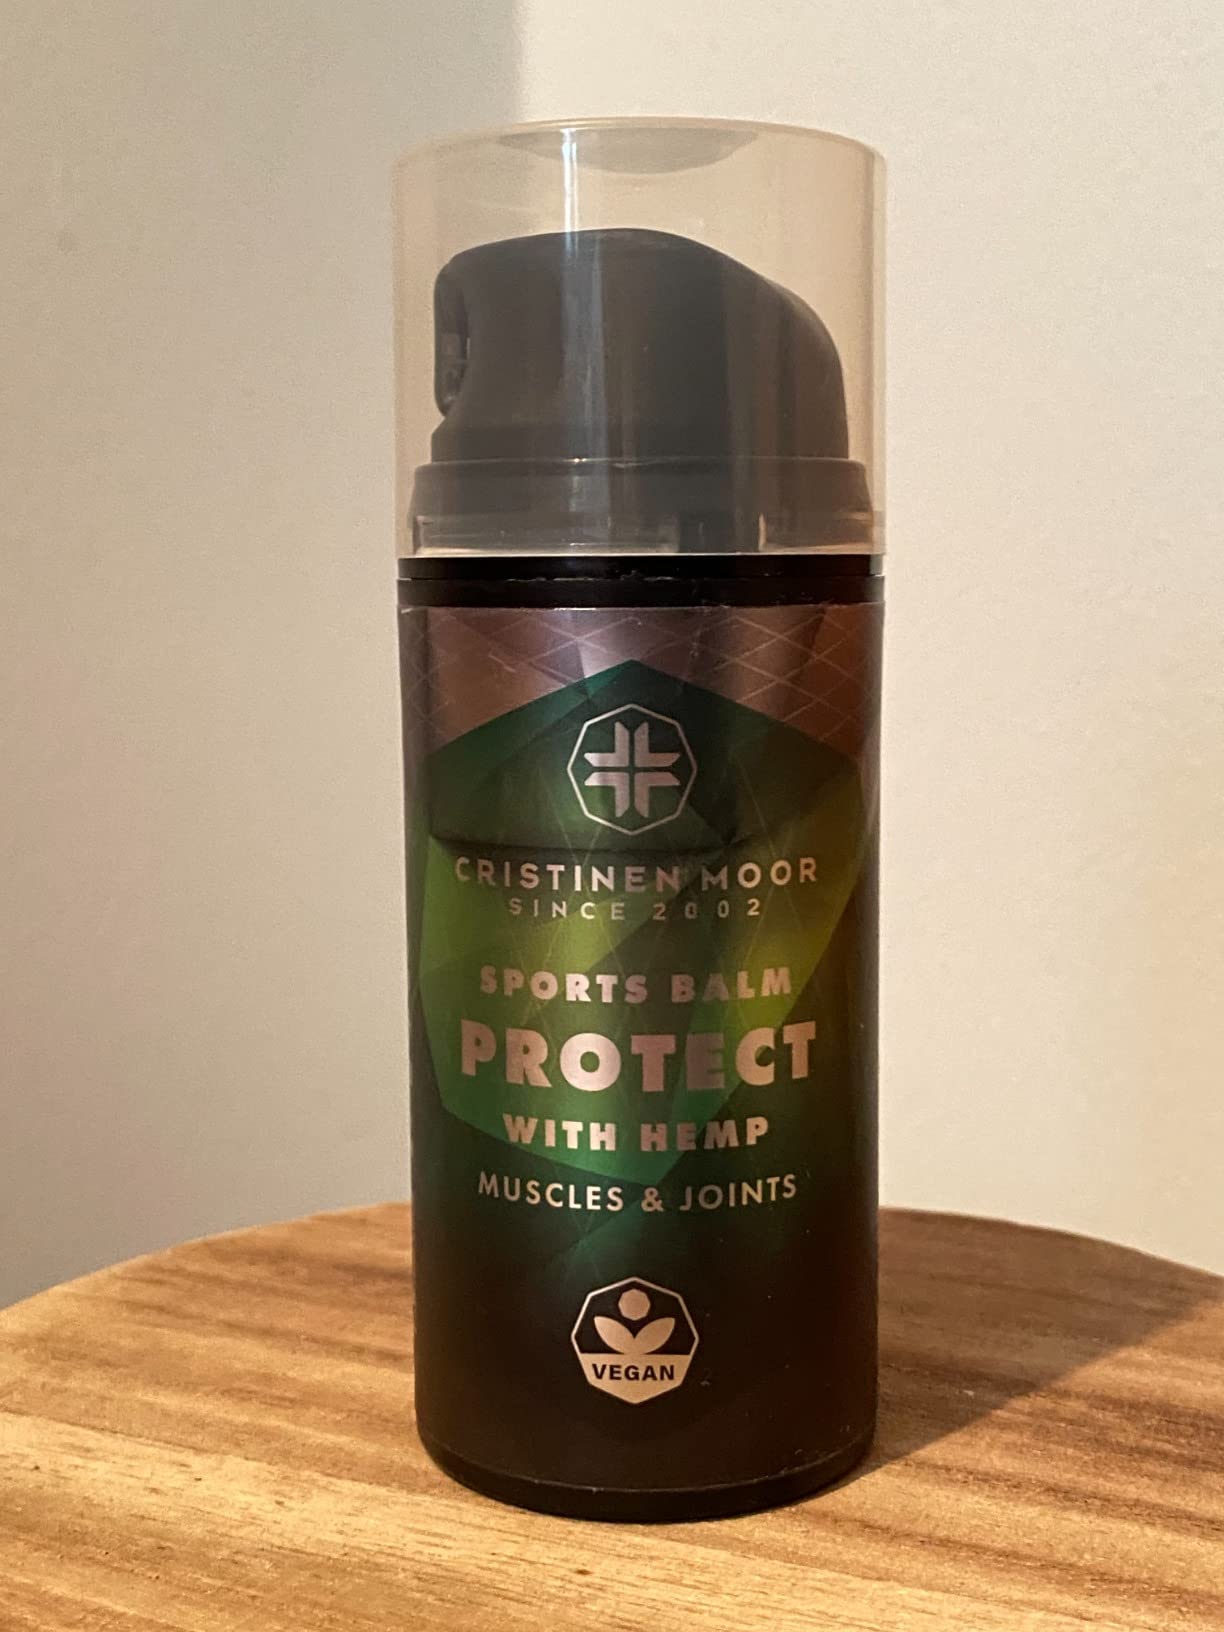 CRISTINEN MOOR
SINCE 2002
SPORTS BALM
PROTECT
WITH HEMP
MUSCLES & JOINTS
VEGAN